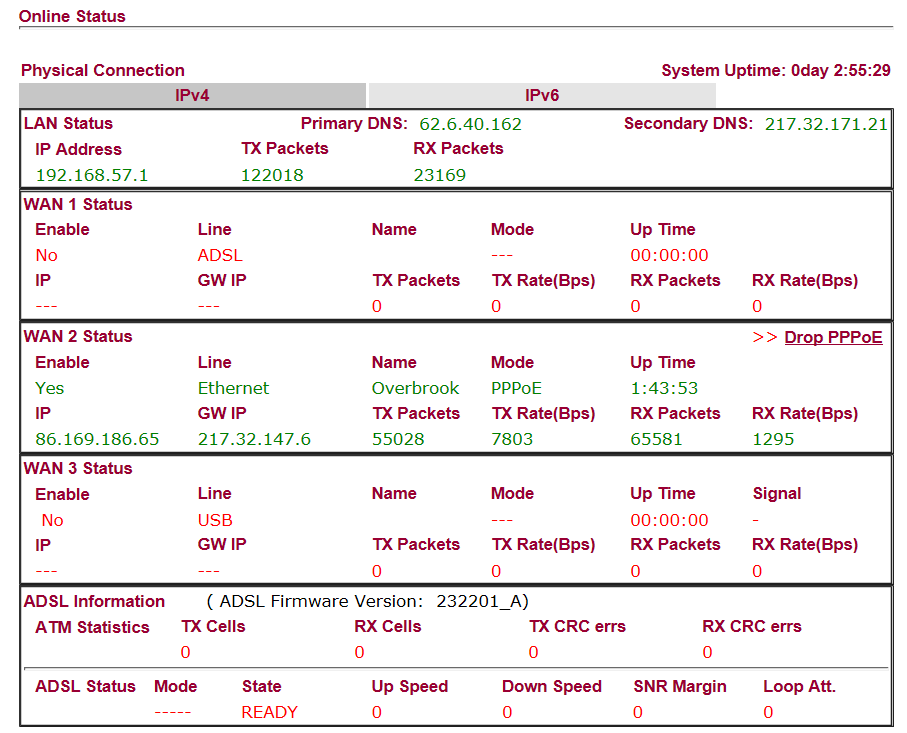 Online Status
Physical Connection System Uptime: 0day 2:55:29
IPv4 IPv6
LAN Status Primary DNS: 62.6.40.162 Secondary DNS: 217.32.171.21
IP Address TX Packets RX Packets
192.168.57.1 122018 23169
WAN 1 Status
Enable Line Name Mode Up Time
No ADSL --- 00:00:00
IP GW IP TX Packets TX Rate(Bps) RX Packets RX Rate(Bps)
--- --- 0 0 0 0
WAN 2 Status >> Drop PPPoE
Enable Line Name Mode Up Time
Yes Ethernet Overbrook PPPoE 1:43:53
IP GW IP TX Packets TX Rate(Bps) RX Packets RX Rate(Bps)
86.169.186.65 217.32.147.6 55028 7803 65581 1295
WAN 3 Status
Enable Line Name Mode Up Time Signal
No USB --- 00:00:00 -
IP GW IP TX Packets TX Rate(Bps) RX Packets RX Rate(Bps)
--- --- 0 0 0 0
ADSL Information ( ADSL Firmware Version: 232201_A)
ATM Statistics TX Cells RX Cells TX CRC errs RX CRC errs
0 0 0 0
ADSL Status Mode State Up Speed Down Speed SNR Margin Loop Att.
----- READY 0 0 0 0